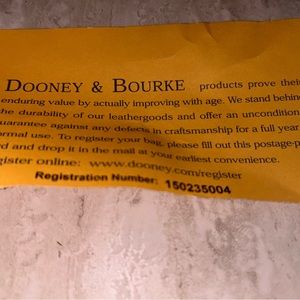 DOONEY & BOURKE products prove their
enduring value by actually improving with age. We stand behind
the durability of our leathergoods and offer an uncondition
guarantee against any defects in craftsmanship for a full year
ormal use. To register your bag, please fill out this postage-p
rd and drop it in the mail at your earliest convenience.
gister online: www.dooney.com/register
Registration Number: 150235004